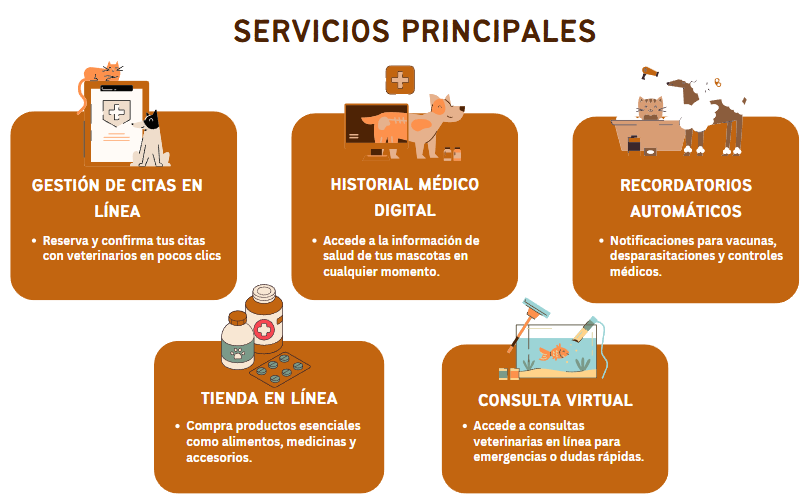 SERVICIOS PRINCIPALES
GESTIÓN DE CITAS EN
LÍNEA
• Reserva y confirma tus citas
con veterinarios en pocos clics
HISTORIAL MÉDICO
DIGITAL
• Accede a la información de
salud de tus mascotas en
cualquier momento.
RECORDATORIOS
AUTOMÁTICOS
• Notificaciones para vacunas,
desparasitaciones y controles
médicos.
TIENDA EN LÍNEA
• Compra productos esenciales
como alimentos, medicinas y
accesorios.
CONSULTA VIRTUAL
• Accede a consultas
veterinarias en línea para
emergencias o dudas rápidas.